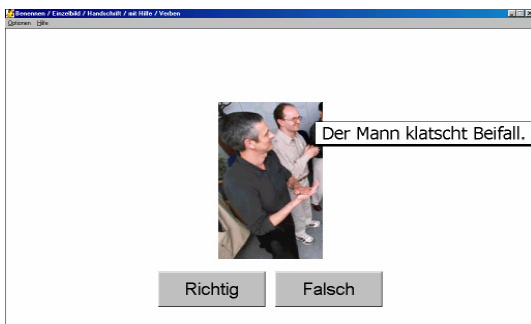 Benennen / Einzelbild / Handschrift / mit Hilfe / Verben
Optionen Hilfe
Der Mann klatscht Beifall.
Richtig Falsch